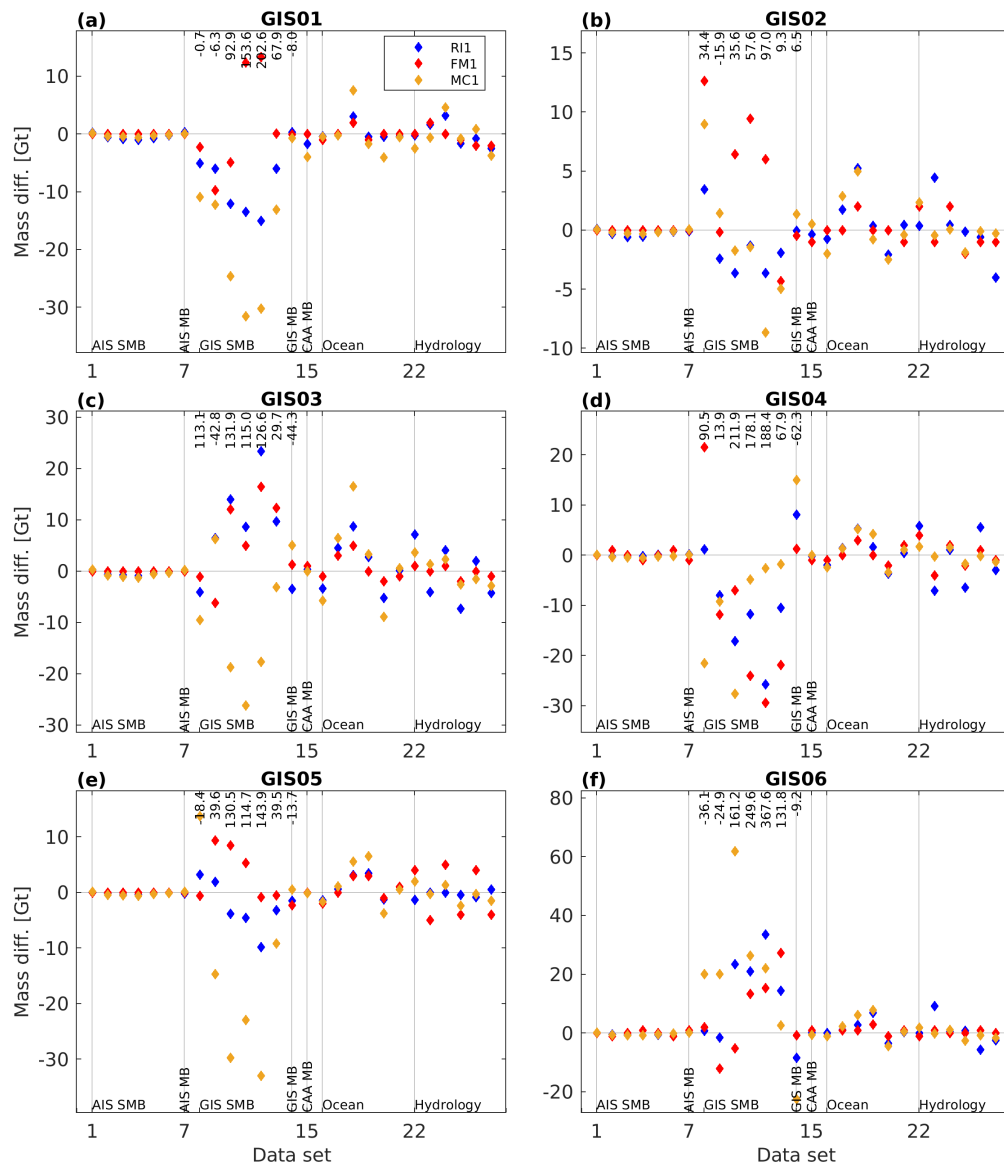 (a) GIS01
-0.7
-6.3
92.9
153.6
202.6
67.9
-8.0
RI1
FM1
MC1
10
0
-10
-20
-30
Mass diff. [Gt]
AIS SMB
AIS MB
GIS SMB
GIS MB
CAA MB
Ocean
Hydrology
1 7 15 22
(b) GIS02
34.4
-15.9
35.6
57.6
97.0
9.3
6.5
15
10
5
0
-5
-10
AIS SMB
AIS MB
GIS SMB
GIS MB
CAA MB
Ocean
Hydrology
1 7 15 22
(c) GIS03
113.1
-42.8
131.9
115.0
126.6
29.7
-44.3
30
20
10
0
-10
-20
-30
Mass diff. [Gt]
AIS SMB
AIS MB
GIS SMB
GIS MB
CAA MB
Ocean
Hydrology
1 7 15 22
(d) GIS04
90.5
13.9
211.9
178.1
188.4
67.9
-62.3
20
10
0
-10
-20
-30
AIS SMB
AIS MB
GIS SMB
GIS MB
CAA MB
Ocean
Hydrology
1 7 15 22
(e) GIS05
39.6
130.5
114.7
143.9
39.5
-13.7
10
0
-10
-20
-30
Mass diff. [Gt]
AIS SMB
AIS MB
GIS SMB
GIS MB
CAA MB
Ocean
Hydrology
1 7 15 22
Data set
(f) GIS06
-36.1
-24.9
161.2
249.6
367.6
131.8
-9.2
80
60
40
20
0
-20
AIS SMB
AIS MB
GIS SMB
GIS MB
CAA MB
Ocean
Hydrology
1 7 15 22
Data set